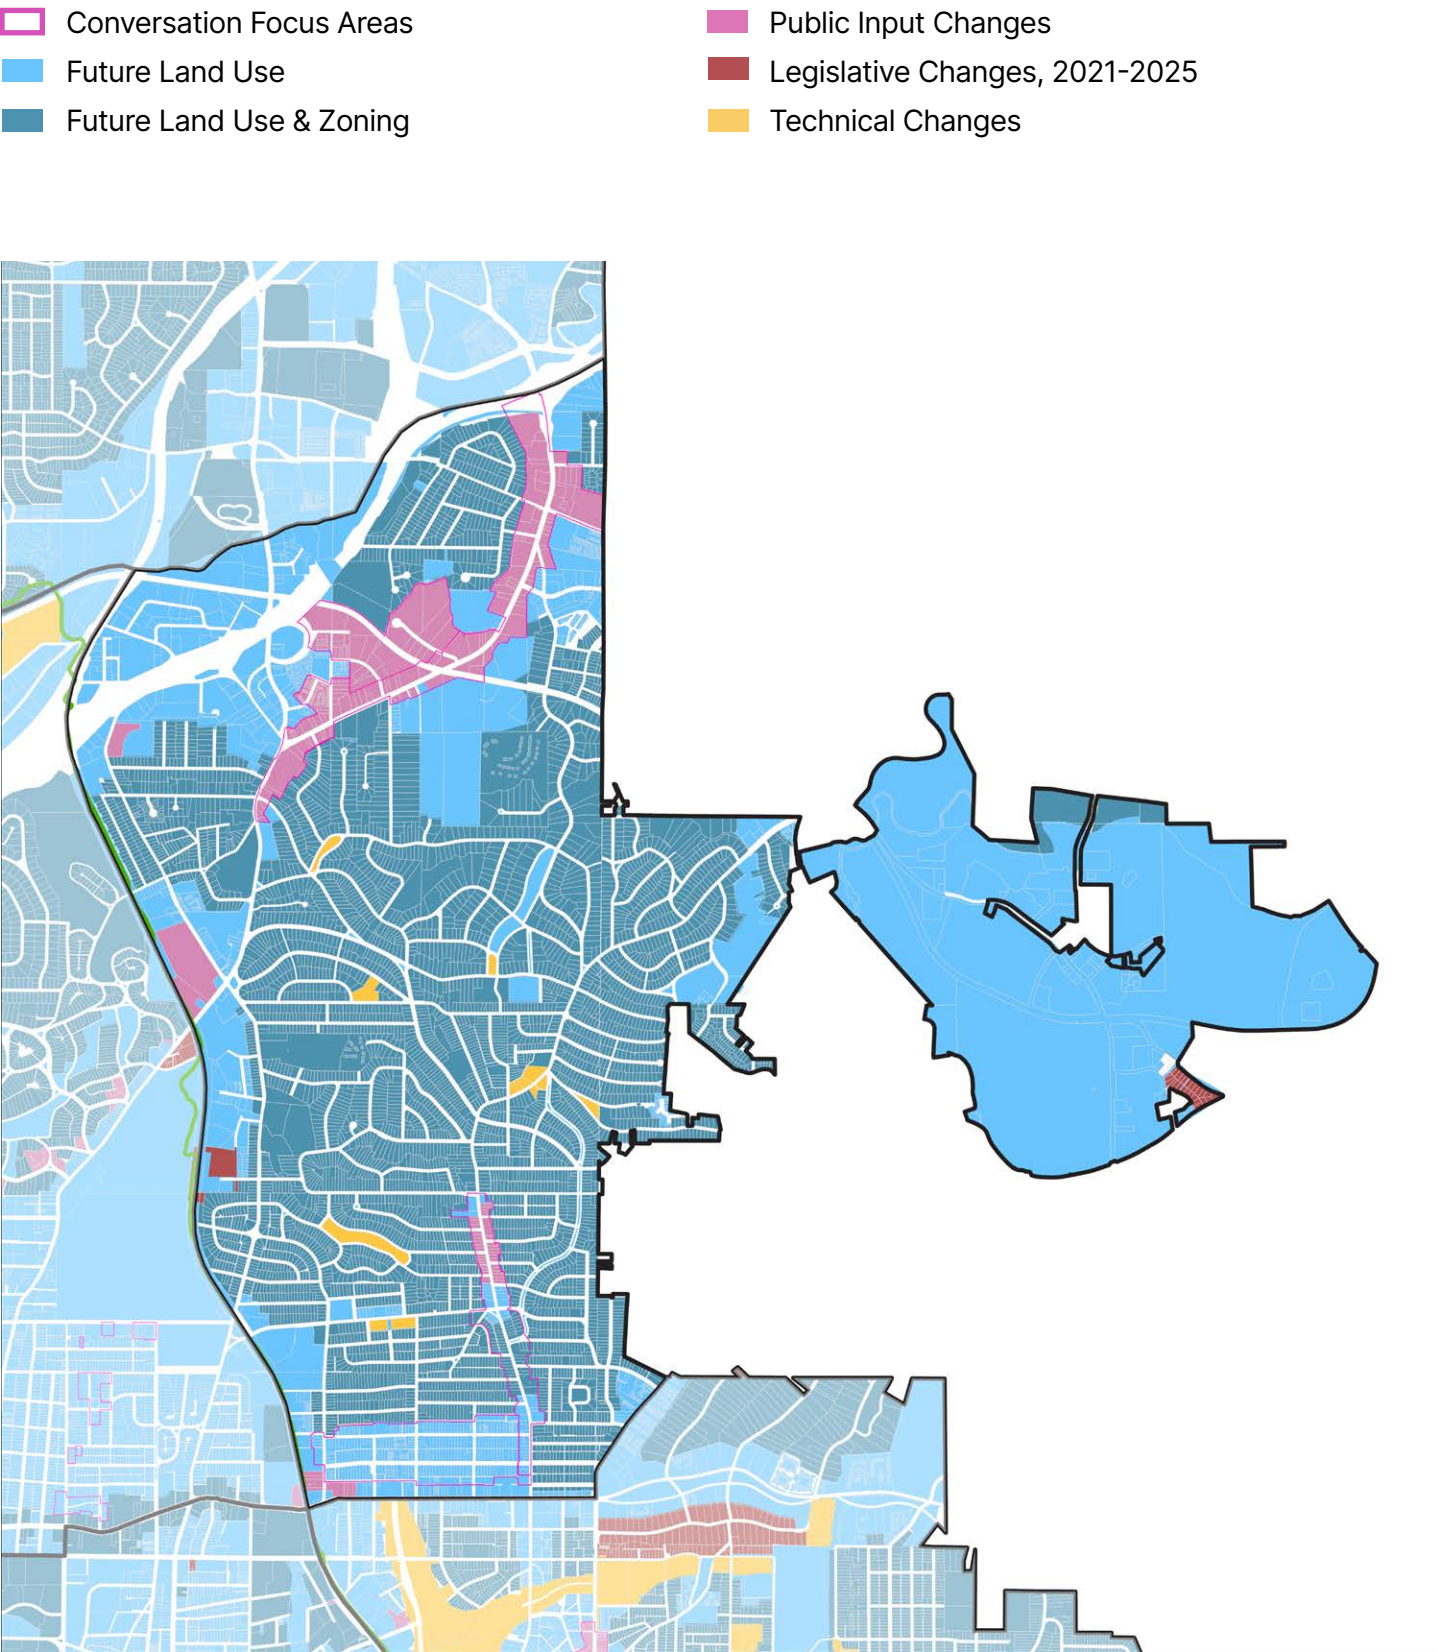 Conversation Focus Areas
Future Land Use
Future Land Use & Zoning
Public Input Changes
Legislative Changes, 2021-2025
Technical Changes